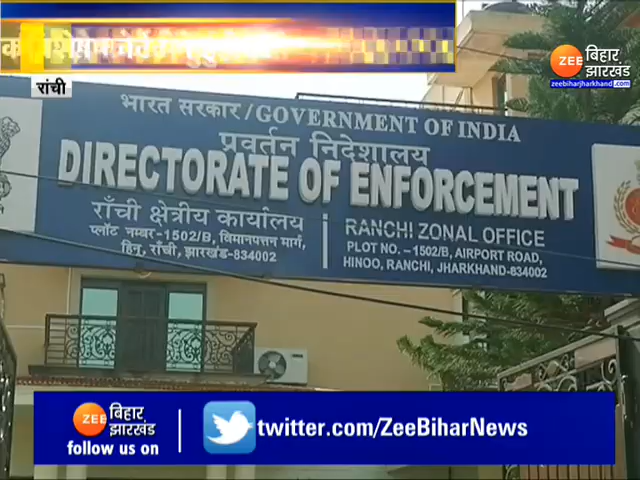 ZEE
बिहार
झारखंड
zeebiharjharkhand.com
रांची
भारत सरकार/GOVERNMENT OF INDIA
प्रवर्तन निदेशालय
DIRECTORATE OF ENFORCEMENT
राँची क्षेत्रीय कार्यालय
प्लॉट नम्बर-1502/B, विमानपत्तन मार्ग,
हिनू, राँची, झारखण्ड-834002
RANCHI ZONAL OFFICE
PLOT NO. – 1502/B, AIRPORT ROAD,
HINOO, RANCHI, JHARKHAND-834002
ZEE
बिहार
झारखंड
follow us on
twitter.com/ZeeBiharNews